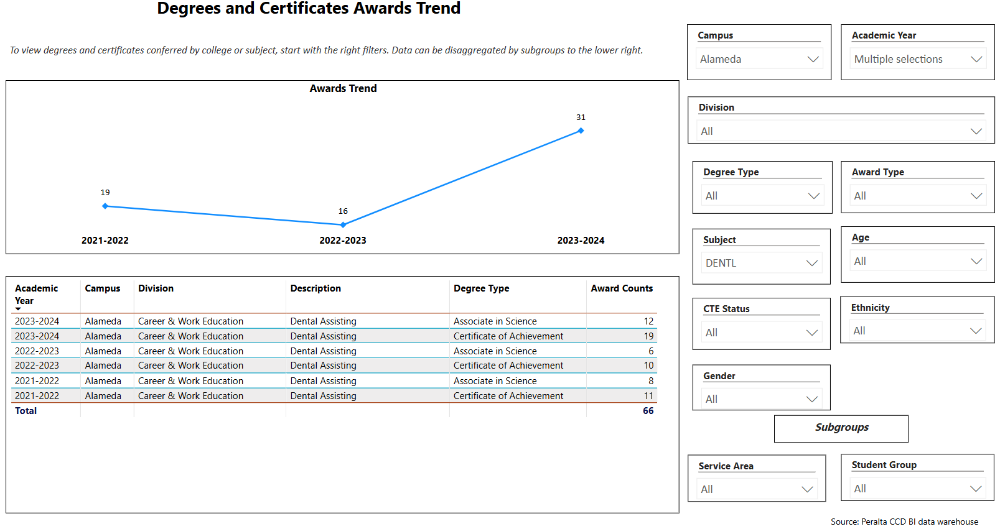 Degrees and Certificates Awards Trend
To view degrees and certificates conferred by college or subject, start with the right filters. Data can be disaggregated by subgroups to the lower right.
Awards Trend
19
16
31
2021-2022 2022-2023 2023-2024
Academic Year Campus Division Description Degree Type Award Counts
2023-2024 Alameda Career & Work Education Dental Assisting Associate in Science 12
2023-2024 Alameda Career & Work Education Dental Assisting Certificate of Achievement 19
2022-2023 Alameda Career & Work Education Dental Assisting Associate in Science 6
2022-2023 Alameda Career & Work Education Dental Assisting Certificate of Achievement 10
2021-2022 Alameda Career & Work Education Dental Assisting Associate in Science 8
2021-2022 Alameda Career & Work Education Dental Assisting Certificate of Achievement 11
Total 66
Campus
Alameda
Academic Year
Multiple selections
Division
All
Degree Type
All
Award Type
All
Subject
DENTL
Age
All
CTE Status
All
Ethnicity
All
Gender
All
Subgroups
Service Area
All
Student Group
All
Source: Peralta CCD BI data warehouse